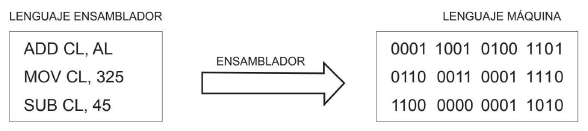 LENGUAJE ENSAMBLADOR
LENGUAJE MÁQUINA
ADD CL, AL
MOV CL, 325
SUB CL, 45
ENSAMBLADOR
0001 1001 0100 1101
0110 0011 0001 1110
1100 0000 0001 1010